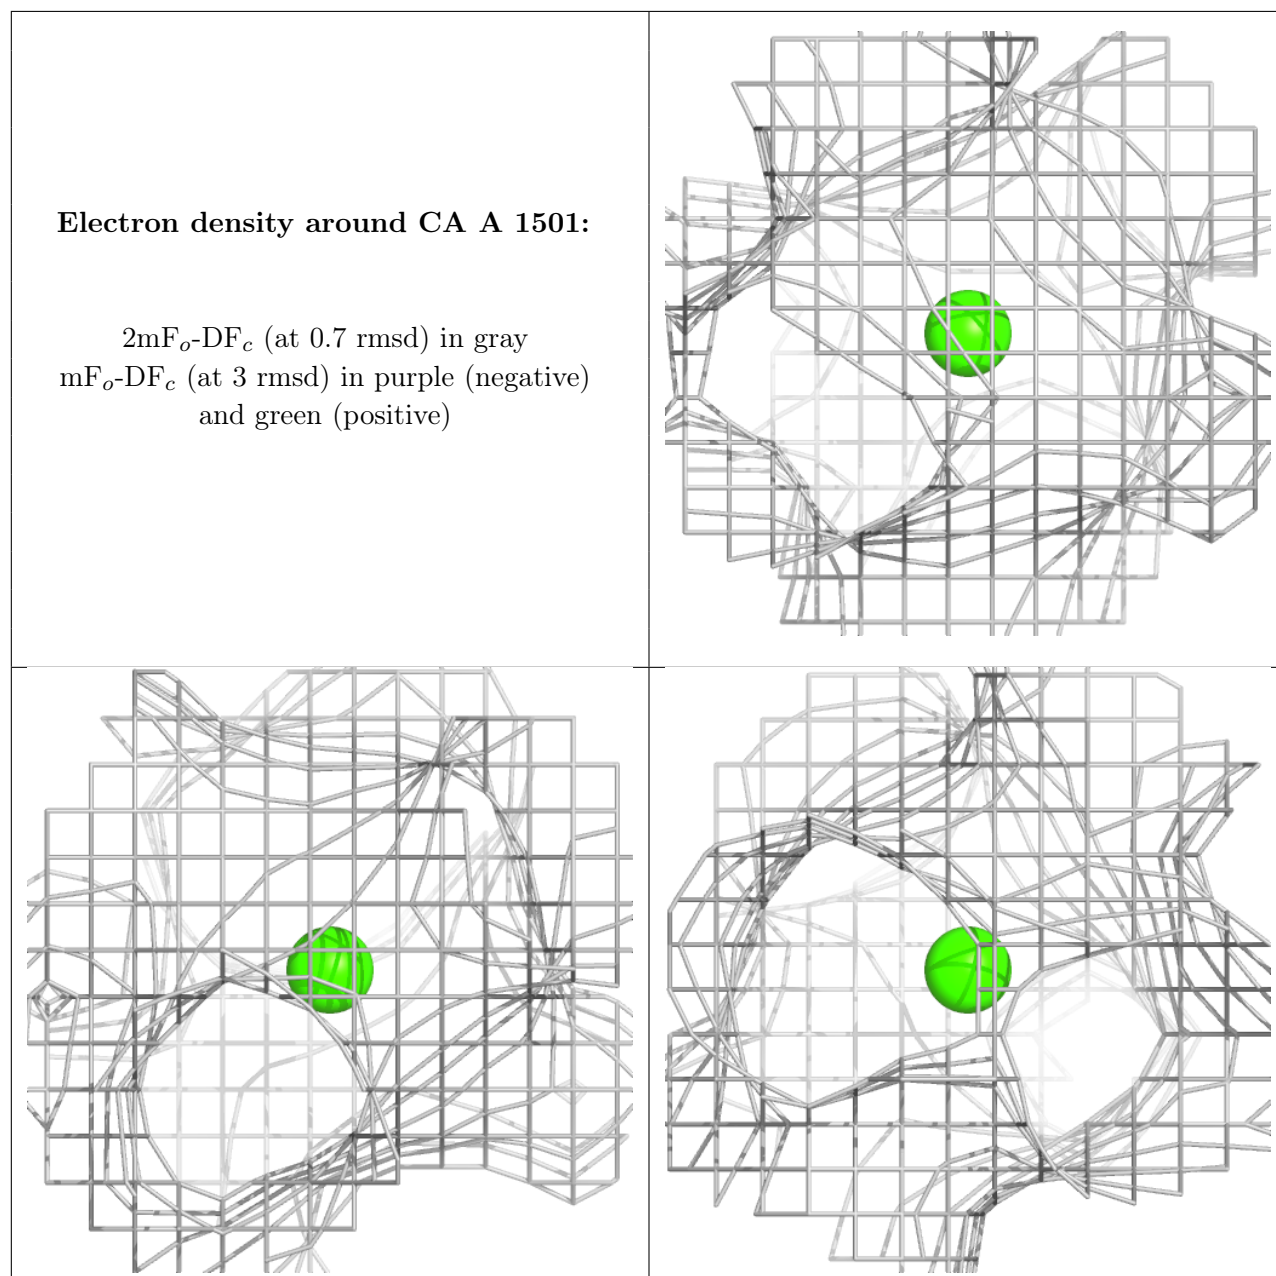 Electron density around CA A 1501:
2mFo-DFc (at 0.7 rmsd) in gray
mFo-DFc (at 3 rmsd) in purple (negative)
and green (positive)